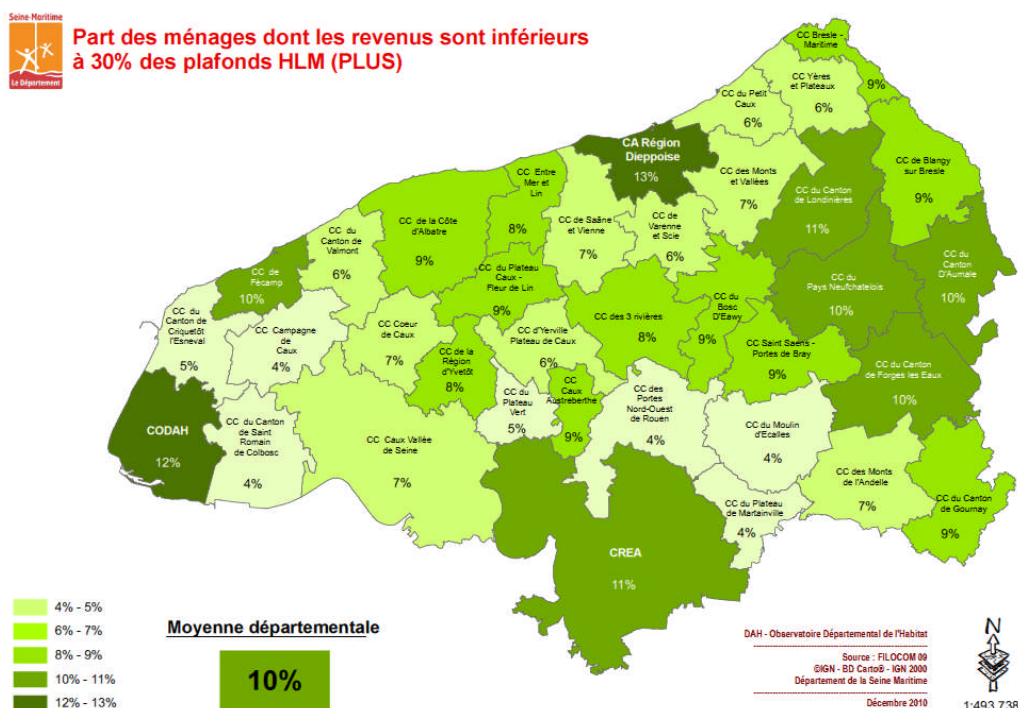 Seine-Maritime
Le Département
Part des ménages dont les revenus sont inférieurs
à 30% des plafonds HLM (PLUS)
CC Bresle -
Maritime
9%
CC Yères
et Plateaux
6%
CC du Petit
Caux
6%
CA Région
Dieppoise
13%
CC des Monts
et Vallées
7%
CC de Blangy
sur Bresle
9%
CC du Canton
de Londinières
11%
CC Entre
Mer et
Lin
8%
CC de la Côte
d'Albatre
9%
CC de Saâne
et Vienne
7%
CC de
Varenne
et Scie
6%
CC du
Canton de
Valmont
6%
CC de
Fécamp
10%
CC du Plateau
Caux -
Fleur de Lin
9%
CC du
Canton
D'Aumale
10%
CC du
Pays Neufchatelois
10%
CC du
Bosc
D'Eawy
9%
CC des 3 rivières
8%
CC du
Canton de
Criquetôt
l'Esneval
5%
CC Campagne
de
Caux
4%
CC Coeur
de Caux
7%
CC d'Yerville
Plateau de Caux
6%
CC de la
Région
d'Yvetôt
8%
CC Saint Saens -
Portes de Bray
9%
CC du Canton
de Forges les Eaux
10%
CC du
Plateau
Vert
5%
CC
Caux
Austreberthe
9%
CC des
Portes
Nord-Ouest
de Rouen
4%
CC du Moulin
d'Ecalles
4%
CODAH
12%
CC du Canton
de Saint
Romain
de Colbosc
4%
CC Caux Vallée
de Seine
7%
CC des Monts
de l'Andelle
7%
CC du Canton
de Gournay
9%
CC du Plateau
de Martainville
4%
CREA
11%
4% - 5%
6% - 7%
8% - 9%
10% - 11%
12% - 13%
Moyenne départementale
10%
DAH - Observatoire Départemental de l'Habitat
Source : FILOCOM 09
©IGN - BD Carto® - IGN 2000
Département de la Seine Maritime
Décembre 2010
N
1:493 738